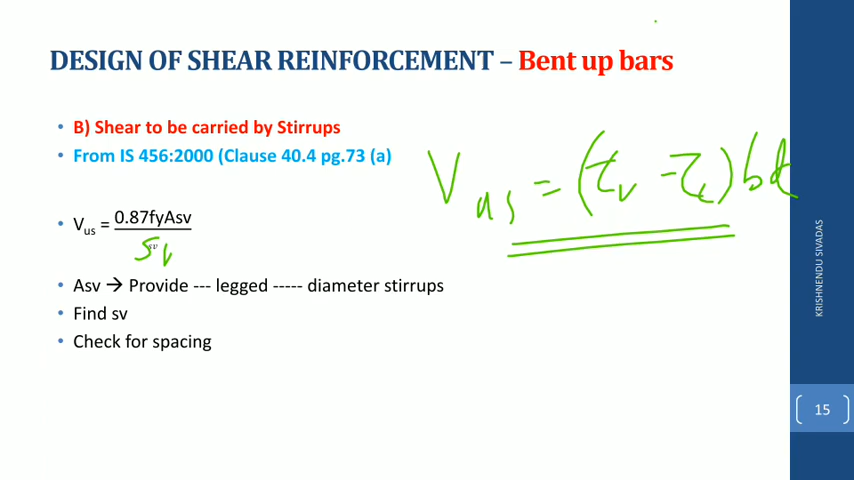 DESIGN OF SHEAR REINFORCEMENT – Bent up bars
• B) Shear to be carried by Stirrups
• From IS 456:2000 (Clause 40.4 pg.73 (a)
Vus = (τv - τc) bd
• Vus = 0.87fyAsv
sv
Sv
• Asv → Provide --- legged ----- diameter stirrups
• Find sv
• Check for spacing
KRISHNENDU SIVADAS
15